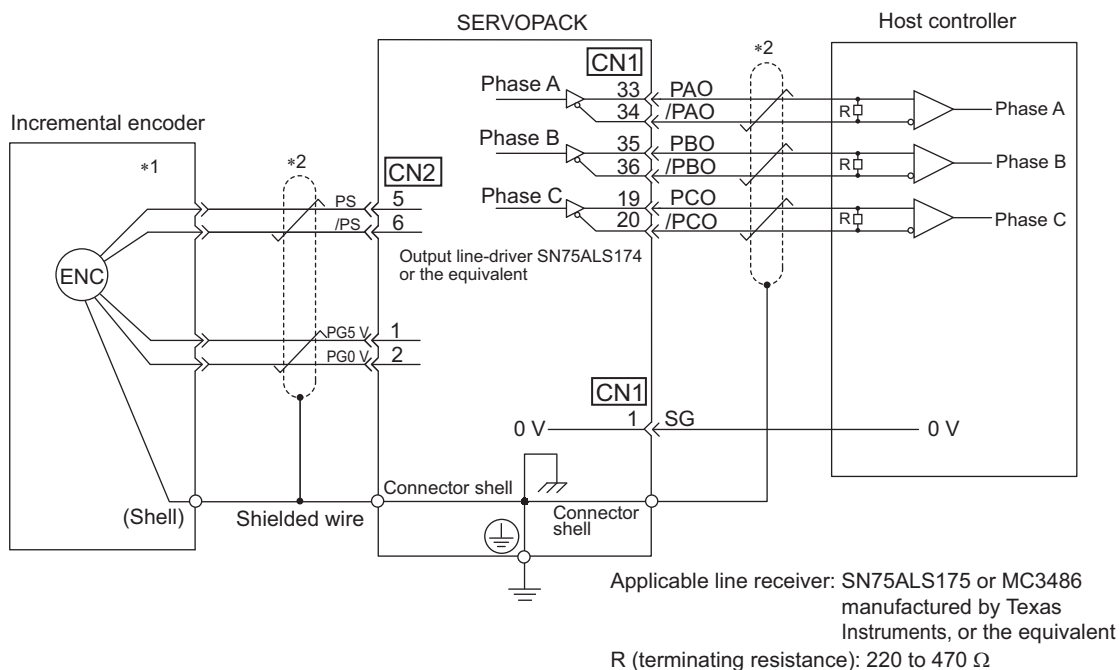 SERVOPACK
Host controller
*2
CN1
Phase A
33 PAO
34 /PAO
R
Phase A
Incremental encoder
Phase B
35 PBO
36 /PBO
R
Phase B
*1
*2
CN2
Phase C
19 PCO
20 /PCO
R
Phase C
PS 5
/PS 6
Output line-driver SN75ALS174
or the equivalent
ENC
PG5 V 1
PG0 V 2
CN1
0 V
1 SG
0 V
Connector shell
(Shell)
Shielded wire
Connector
shell
Applicable line receiver: SN75ALS175 or MC3486
manufactured by Texas
Instruments, or the equivalent
R (terminating resistance): 220 to 470 Ω